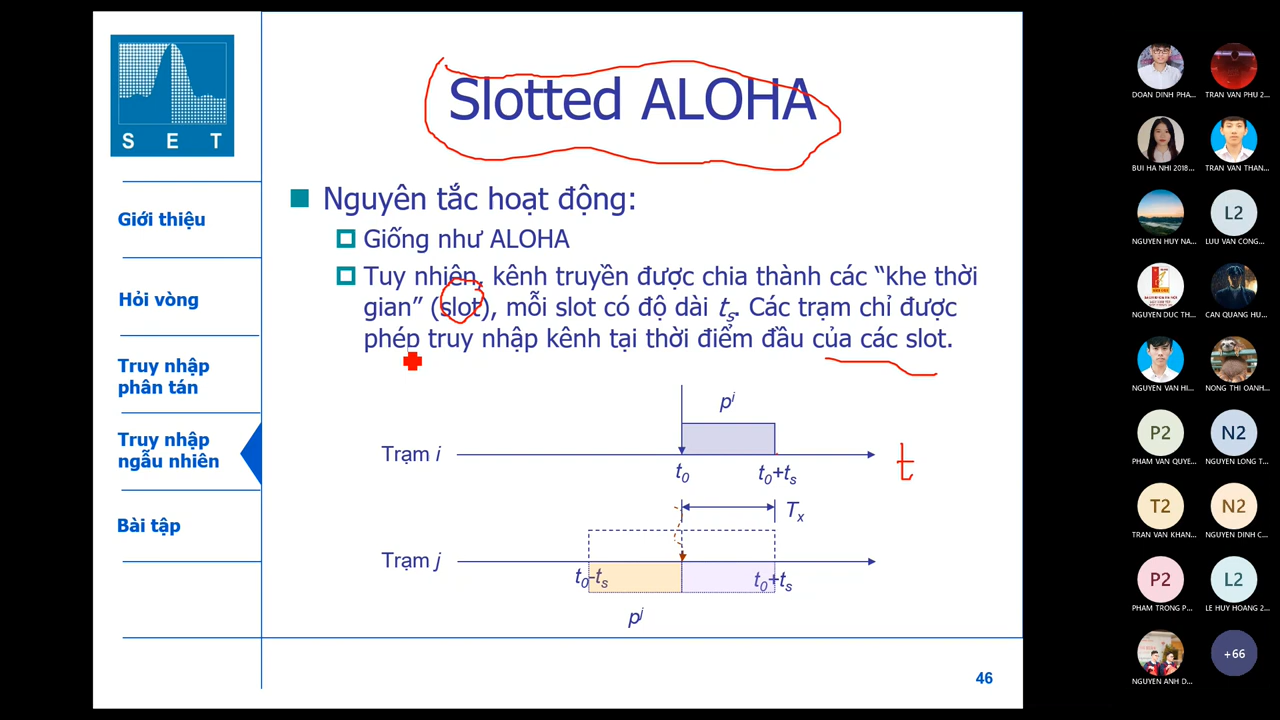 Slotted ALOHA
S E T
Giới thiệu
Hỏi vòng
Truy nhập
phân tán
Truy nhập
ngẫu nhiên
Bài tập
Nguyên tắc hoạt động:
Giống như ALOHA
Tuy nhiên, kênh truyền được chia thành các “khe thời
gian” (slot), mỗi slot có độ dài ts. Các trạm chỉ được
phép truy nhập kênh tại thời điểm đầu của các slot.
pi
Trạm i
t
t0
t0+ts
Tx
Trạm j
t0-ts
t0+ts
pj
46
DOAN DINH PHA...
TRAN VAN PHU 2...
BUI HA NHI 2018...
TRAN VAN THAN...
L2
NGUYEN HUY NA...
LUU VAN CONG...
NGUYEN DUC TH...
CAN QUANG HU...
NGUYEN VAN HI...
NONG THI OANH...
P2
N2
PHAM VAN QUYE...
NGUYEN LONG T...
T2
N2
TRAN VAN KHAN...
NGUYEN DINH C...
P2
L2
PHAM TRONG P...
LE HUY HOANG 2...
+66
NGUYEN ANH D...